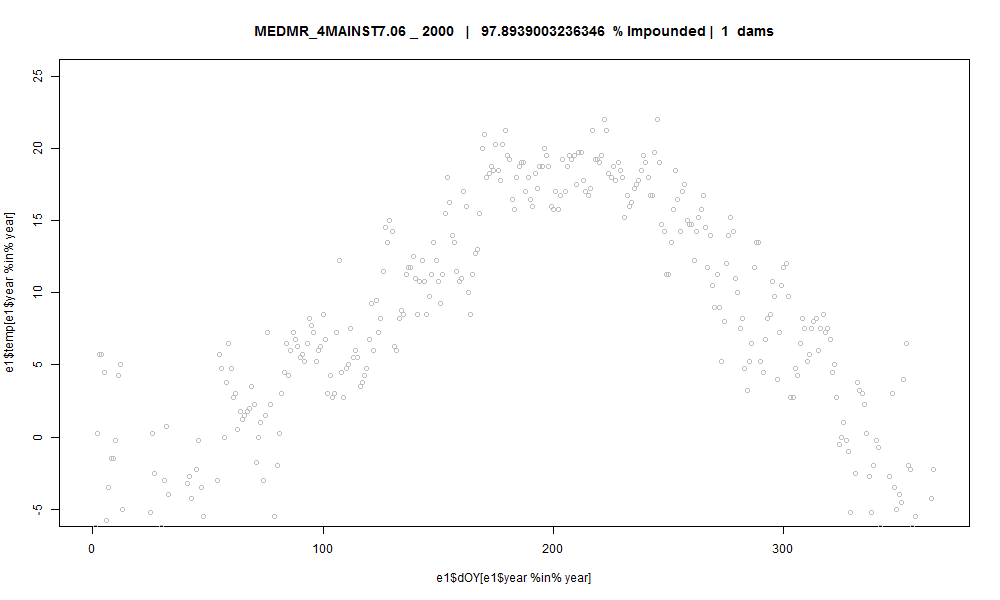 MEDMR_4MAINST7.06 _ 2000 | 97.8939003236346 % Impounded | 1 dams
e1$temp[e1$year %in% year]
25
20
15
10
5
0
-5
0 100 200 300
e1$dOY[e1$year %in% year]